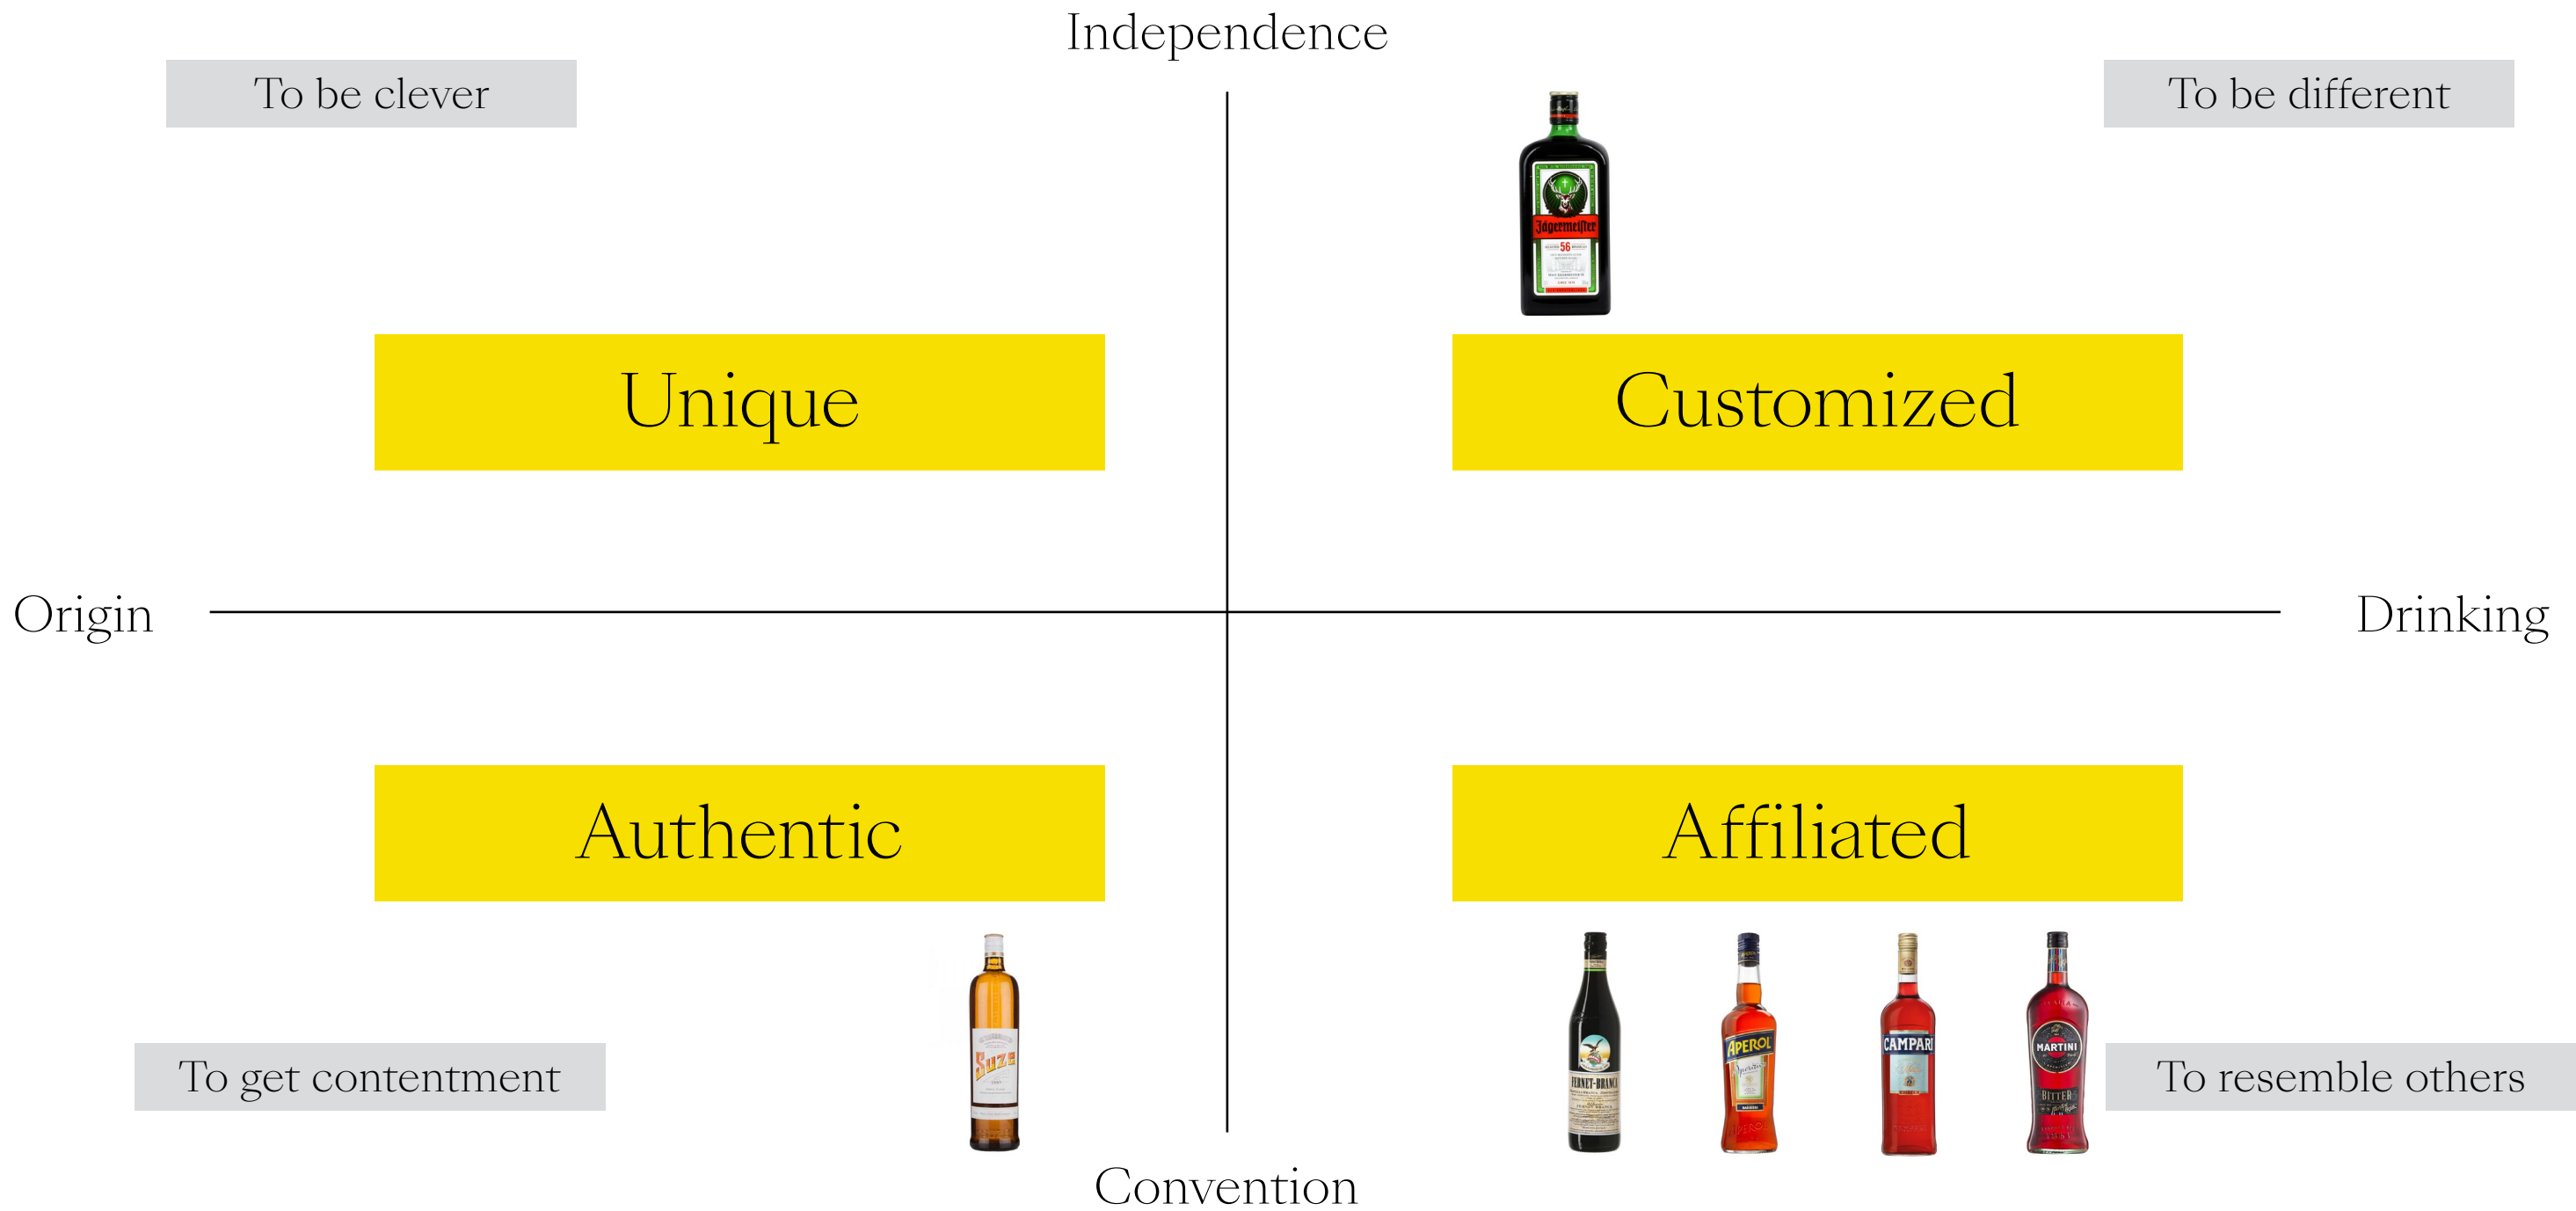 Independence
To be clever
To be different
Jägermeister
56
Unique
Customized
Origin
Drinking
Authentic
Affiliated
Suze
FERNET-BRANCA
APEROL
CAMPARI
MARTINI
BITTER
To get contentment
To resemble others
Convention